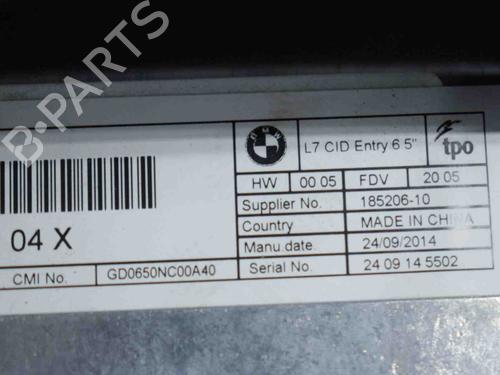 B-PARTS
BMW
L7 CID Entry 6.5"
tpo
HW 00 05 FDV 20 05
Supplier No. 185206-10
Country MADE IN CHINA
04 X
Manu.date 24/09/2014
CMI No. GD0650NC00A40 Serial No. 24 09 14 5502